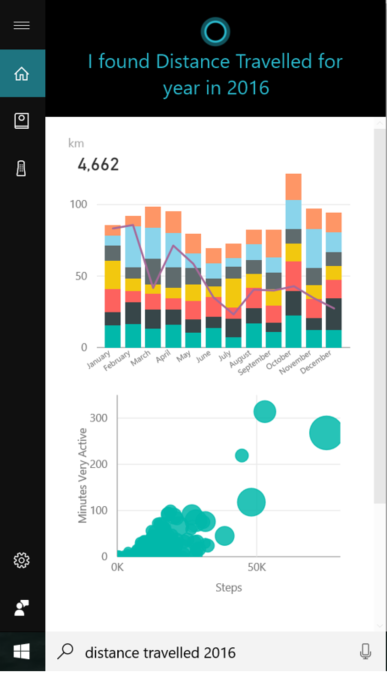 I found Distance Travelled for
year in 2016
km
4,662
100
50
0
January
February
March
April
May
June
July
August
September
October
November
December
Minutes Very Active
300
200
100
0
0K
50K
Steps
distance travelled 2016